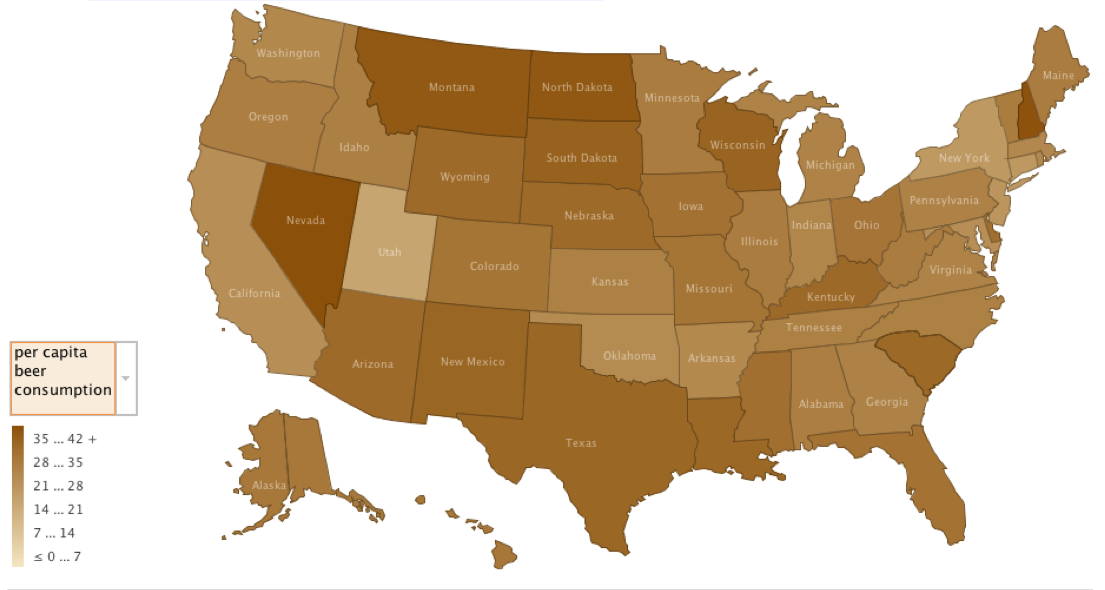 Washington
Maine
Montana
North Dakota
Minnesota
Oregon
Idaho
Wisconsin
South Dakota
New York
Michigan
Wyoming
Pennsylvania
Nebraska
Iowa
Nevada
Indiana
Ohio
Illinois
Utah
Colorado
Virginia
Kansas
Missouri
California
Kentucky
Tennessee
per capita
beer
consumption
Oklahoma
Arkansas
Arizona
New Mexico
Alabama
Georgia
35 ... 42 +
Texas
28 ... 35
21 ... 28
Alaska
14 ... 21
7 ... 14
≤ 0 ... 7